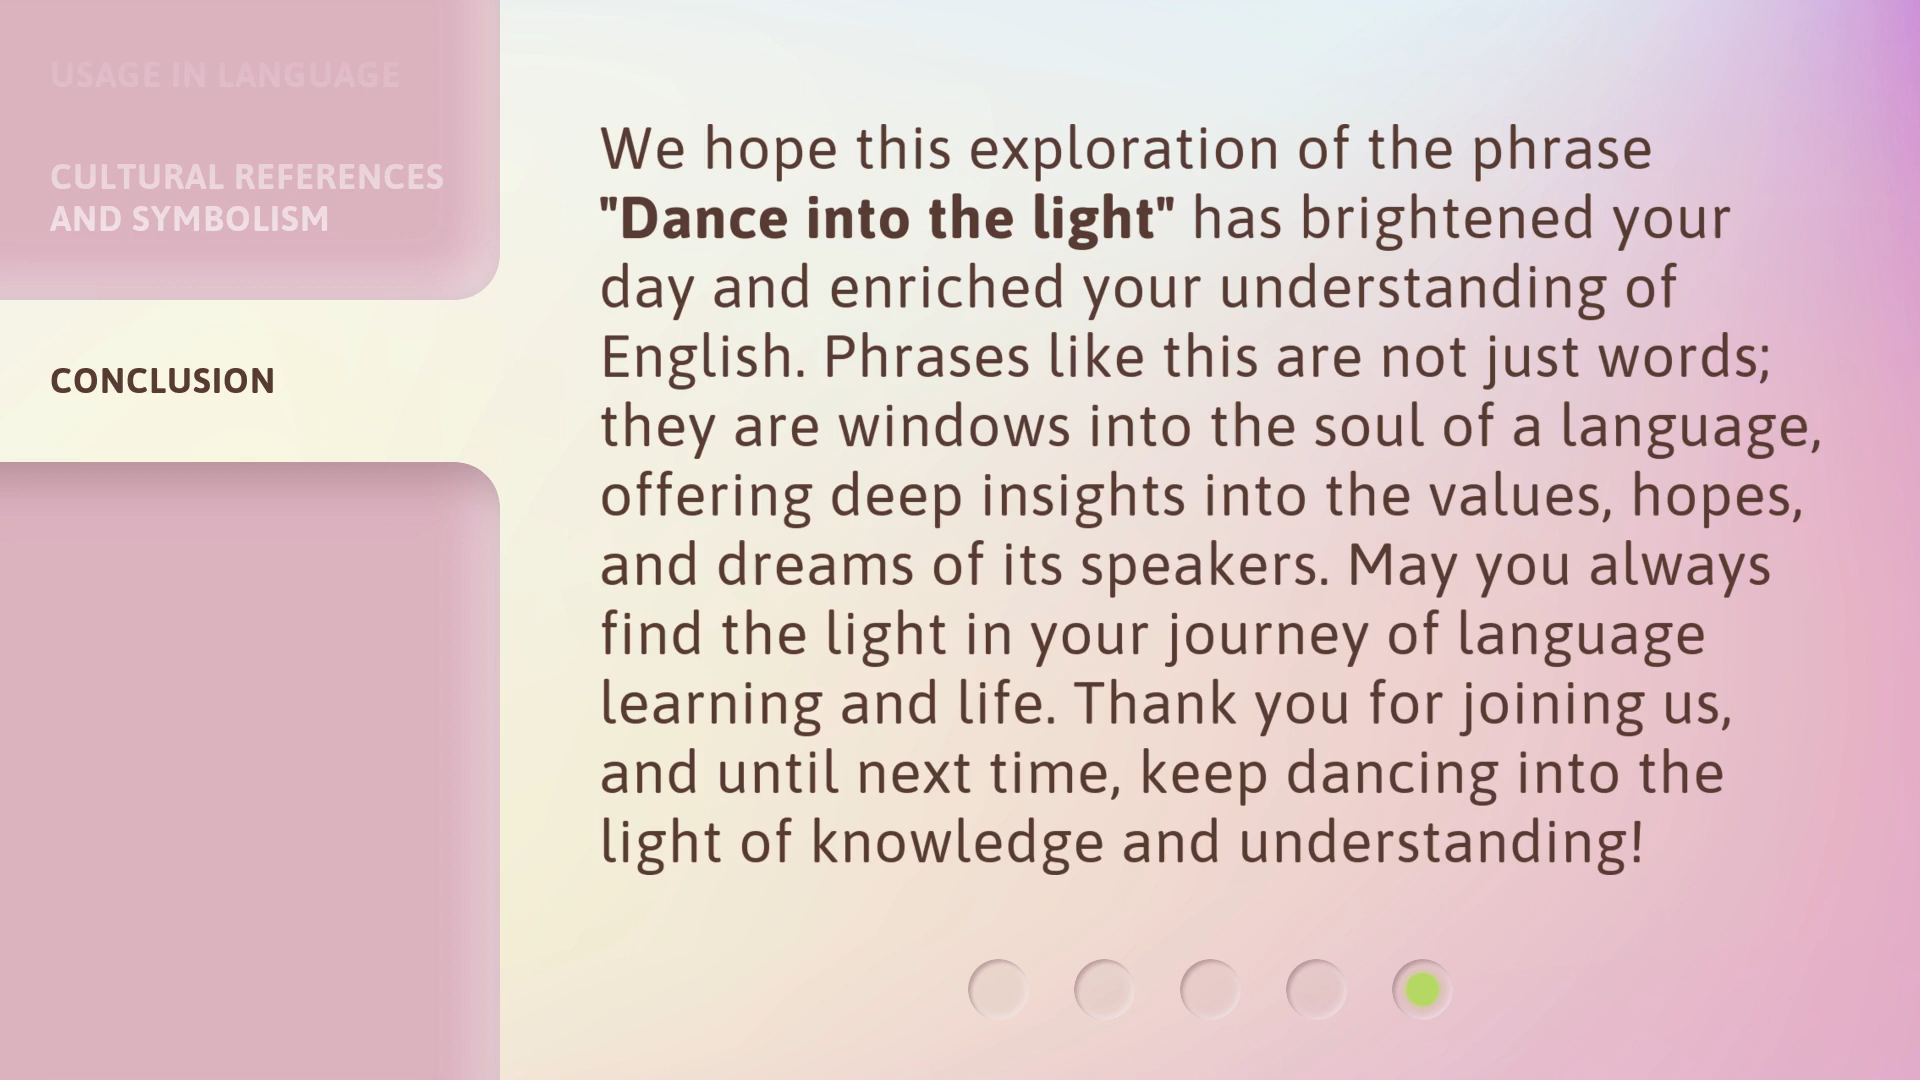 USAGE IN LANGUAGE
CULTURAL REFERENCES
AND SYMBOLISM
CONCLUSION
We hope this exploration of the phrase
"Dance into the light" has brightened your
day and enriched your understanding of
English. Phrases like this are not just words;
they are windows into the soul of a language,
offering deep insights into the values, hopes,
and dreams of its speakers. May you always
find the light in your journey of language
learning and life. Thank you for joining us,
and until next time, keep dancing into the
light of knowledge and understanding!